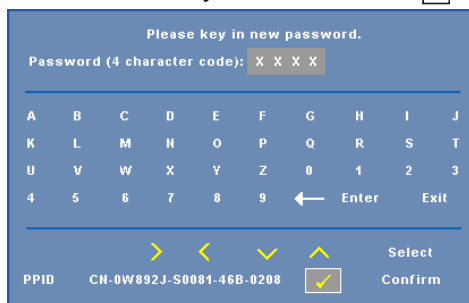 Please key in new password.
Password (4 character code): X X X X
A B C D E F G H I J
K L M N O P Q R S T
U V W X Y Z 0 1 2 3
4 5 6 7 8 9 ← Enter Exit
Select
PPID CN-0W892J-S0081-46B-0208 Confirm